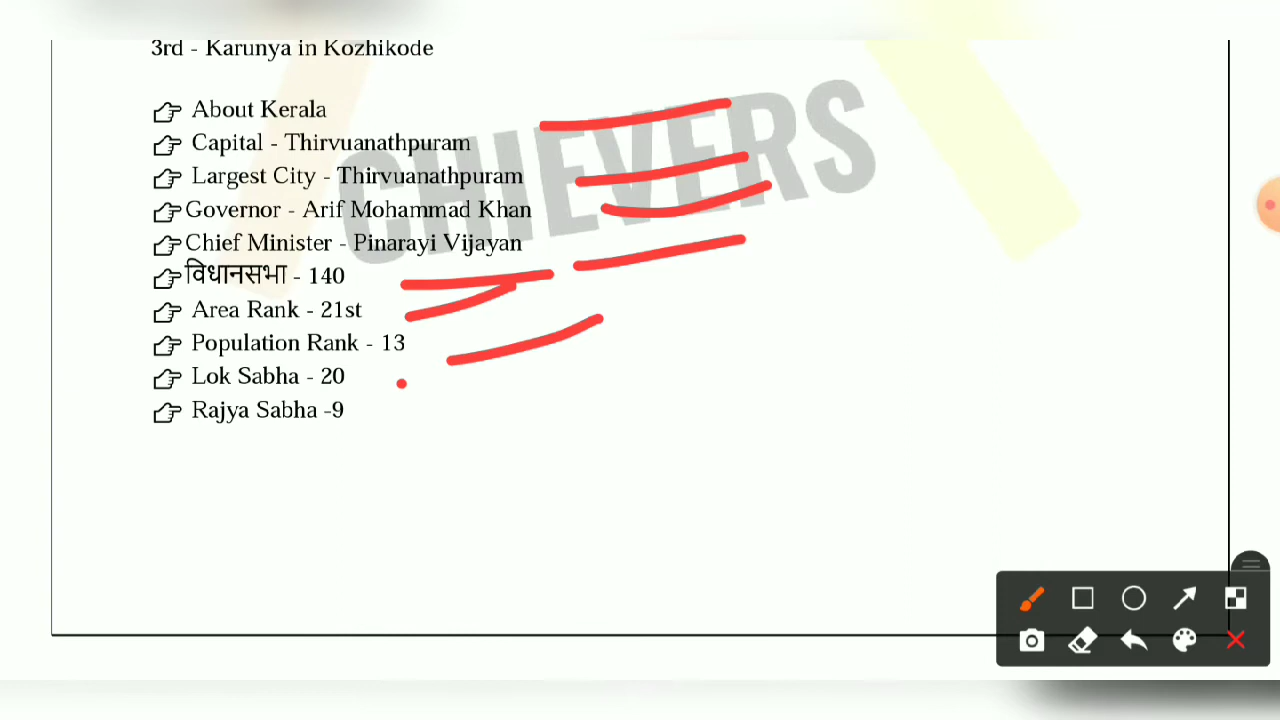 3rd - Karunya in Kozhikode
About Kerala
Capital - Thirvuanathpuram
Largest City - Thirvuanathpuram
Governor - Arif Mohammad Khan
Chief Minister - Pinarayi Vijayan
विधानसभा - 140
Area Rank - 21st
Population Rank - 13
Lok Sabha - 20
Rajya Sabha -9
CHIEVERS